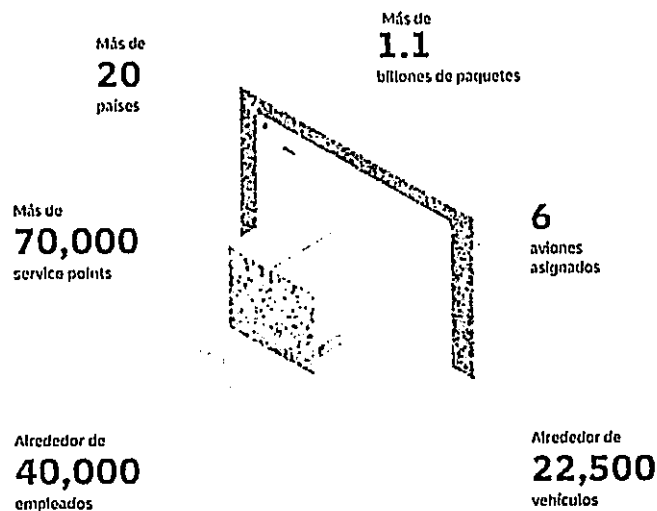 Más de
20
países
Más de
1.1
billones de paquetes
Más de
70,000
service points
6
aviones
asignados
Alrededor de
40,000
empleados
Alrededor de
22,500
vehículos